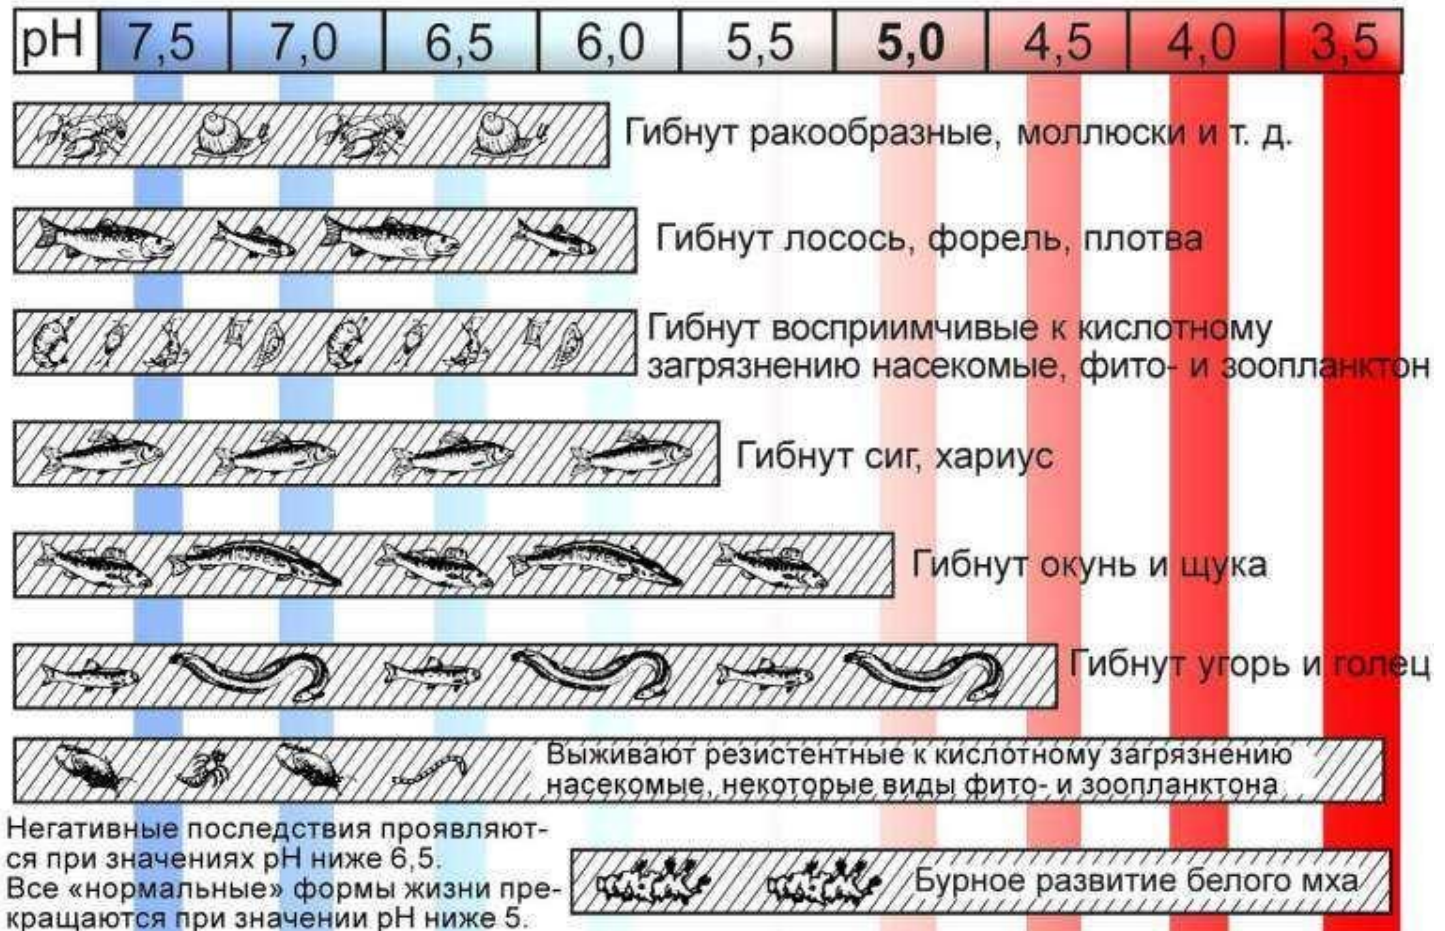 pH 7,5 7,0 6,5 6,0 5,5 5,0 4,5 4,0 3,5
Гибнут ракообразные, моллюски и т. д.
Гибнут лосось, форель, плотва
Гибнут восприимчивые к кислотному
загрязнению насекомые, фито- и зоопланктон
Гибнут сиг, хариус
Гибнут окунь и щука
Гибнут угорь и голец
Выживают резистентные к кислотному загрязнению
насекомые, некоторые виды фито- и зоопланктона
Негативные последствия проявляют-
ся при значениях pH ниже 6,5.
Все «нормальные» формы жизни пре-
кращаются при значении pH ниже 5.
Бурное развитие белого мха